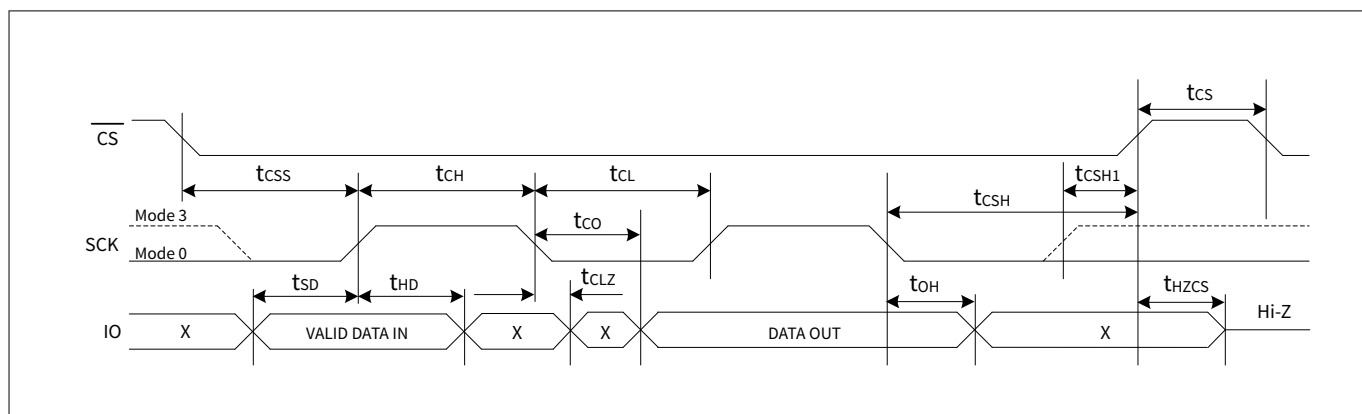 tCS
CS
tCSS tCH tCL tCSH1
tCSH
Mode 3
tCO
SCK
Mode 0
tSD tHD tCLZ tOH tHZCS
Hi-Z
IO X VALID DATA IN X X DATA OUT X